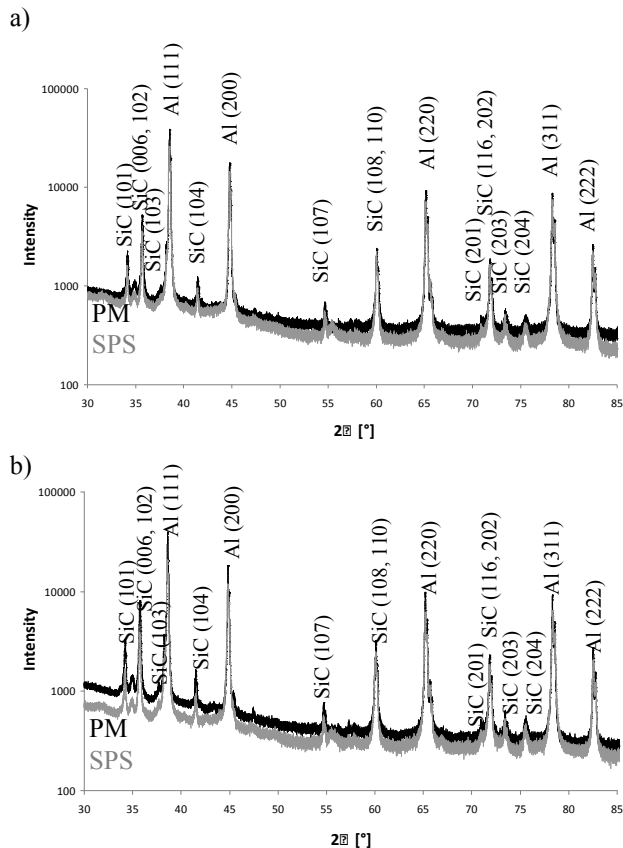 a)
SiC (101)
SiC (006, 102)
SiC (103)
Al (111)
SiC (104)
Al (200)
SiC (107)
SiC (108, 110)
Al (220)
SiC (201)
SiC (116, 202)
SiC (203)
SiC (204)
Al (311)
Al (222)
100000
10000
1000
100
Intensity
PM
SPS
30 35 40 45 50 55 60 65 70 75 80 85
2⍰ [°]
b)
SiC (101)
SiC (006, 102)
SiC (103)
Al (111)
SiC (104)
Al (200)
SiC (107)
SiC (108, 110)
Al (220)
SiC (201)
SiC (116, 202)
SiC (203)
SiC (204)
Al (311)
Al (222)
100000
10000
1000
100
Intensity
PM
SPS
30 35 40 45 50 55 60 65 70 75 80 85
2⍰ [°]